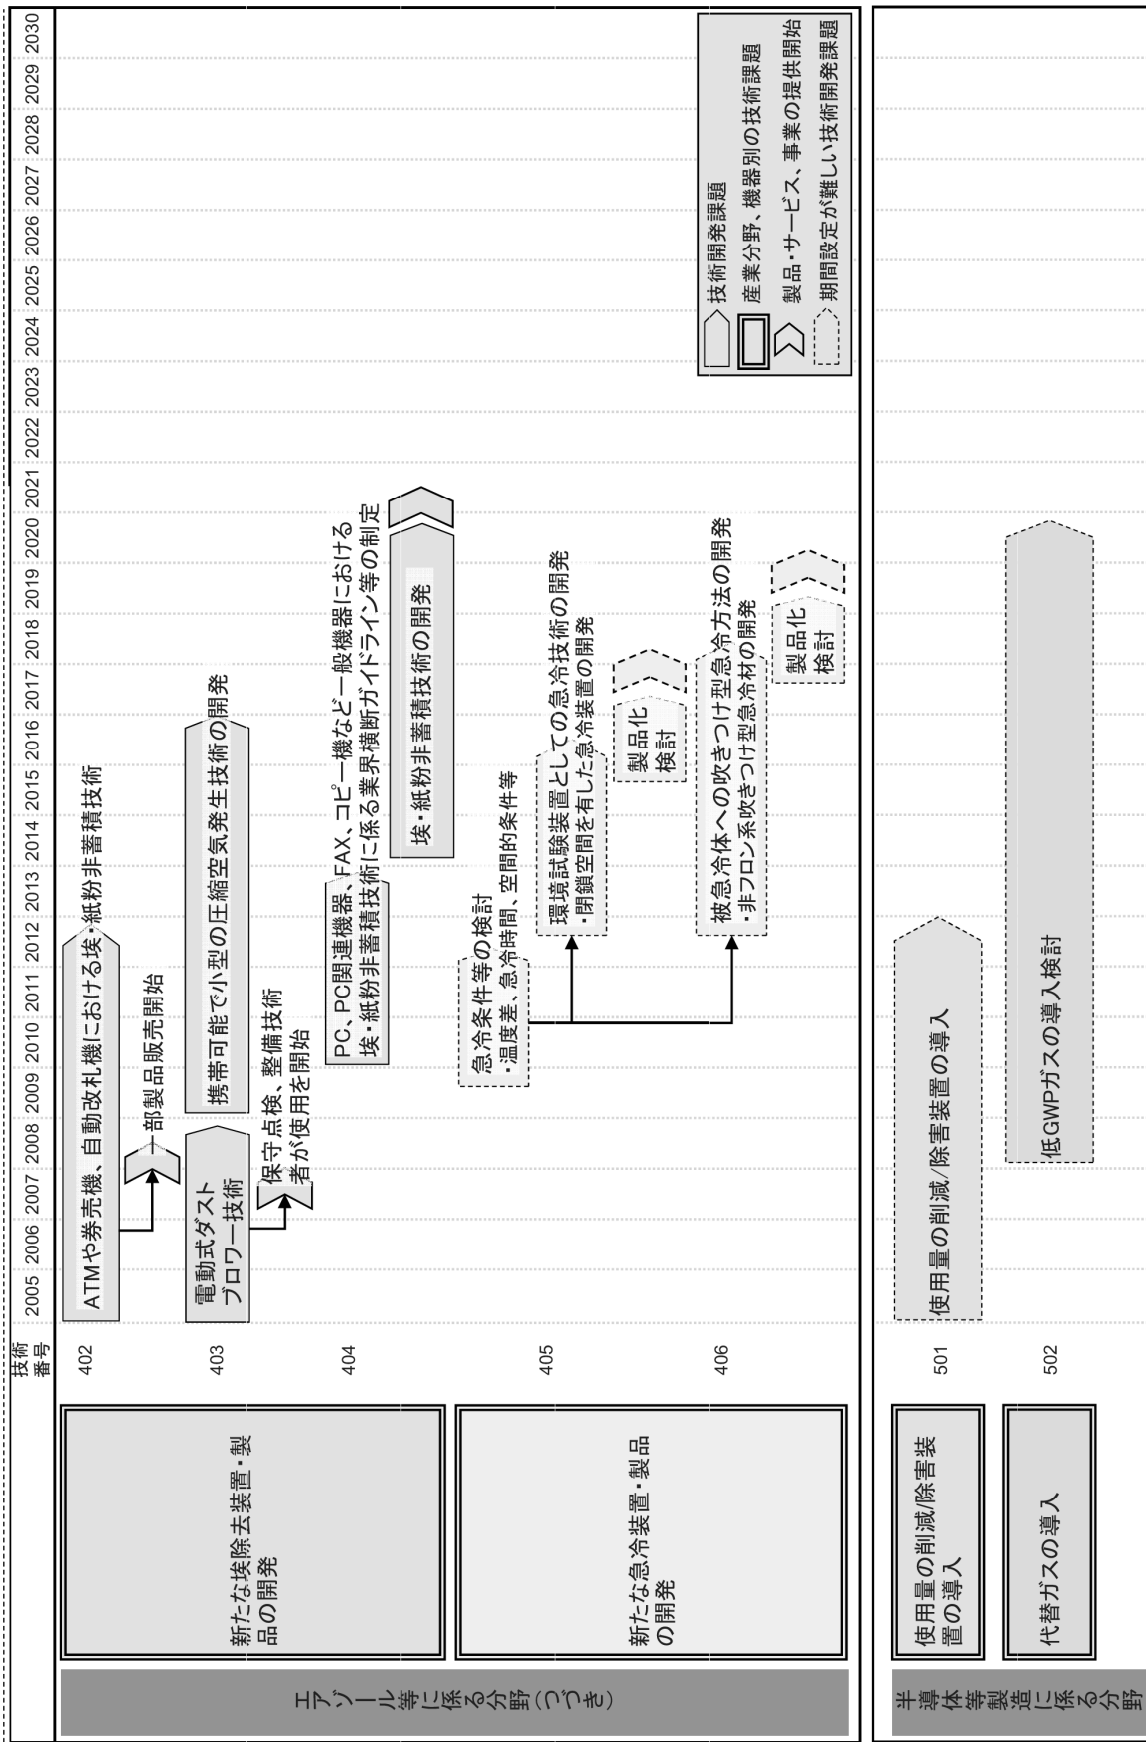 技術
番号
2005 2006 2007 2008 2009 2010 2011 2012 2013 2014 2015 2016 2017 2018 2019 2020 2021 2022 2023 2024 2025 2026 2027 2028 2029 2030
エアゾール等に係る分野(つづき)
新たな埃除去装置・製
品の開発
402
ATMや券売機、自動改札機における埃・紙粉非蓄積技術
一部製品販売開始
403
電動式ダスト
ブロワー技術
携帯可能で小型の圧縮空気発生技術の開発
保守点検、整備技術
者が使用を開始
404
PC、PC関連機器、FAX、コピー機など一般機器における
埃・紙粉非蓄積技術に係る業界横断ガイドライン等の制定
埃・紙粉非蓄積技術の開発
新たな急冷装置・製品
の開発
急冷条件等の検討
・温度差、急冷時間、空間的条件等
405
環境試験装置としての急冷技術の開発
・閉鎖空間を有した急冷装置の開発
製品化
検討
406
被急冷体への吹きつけ型急冷方法の開発
・非フロン系吹きつけ型急冷材の開発
製品化
検討
技術開発課題
産業分野、機器別の技術課題
製品・サービス、事業の提供開始
期間設定が難しい技術開発課題
半導体等製造に係る分野
使用量の削減/除害装
置の導入
501
使用量の削減/除害装置の導入
代替ガスの導入
502
低GWPガスの導入検討